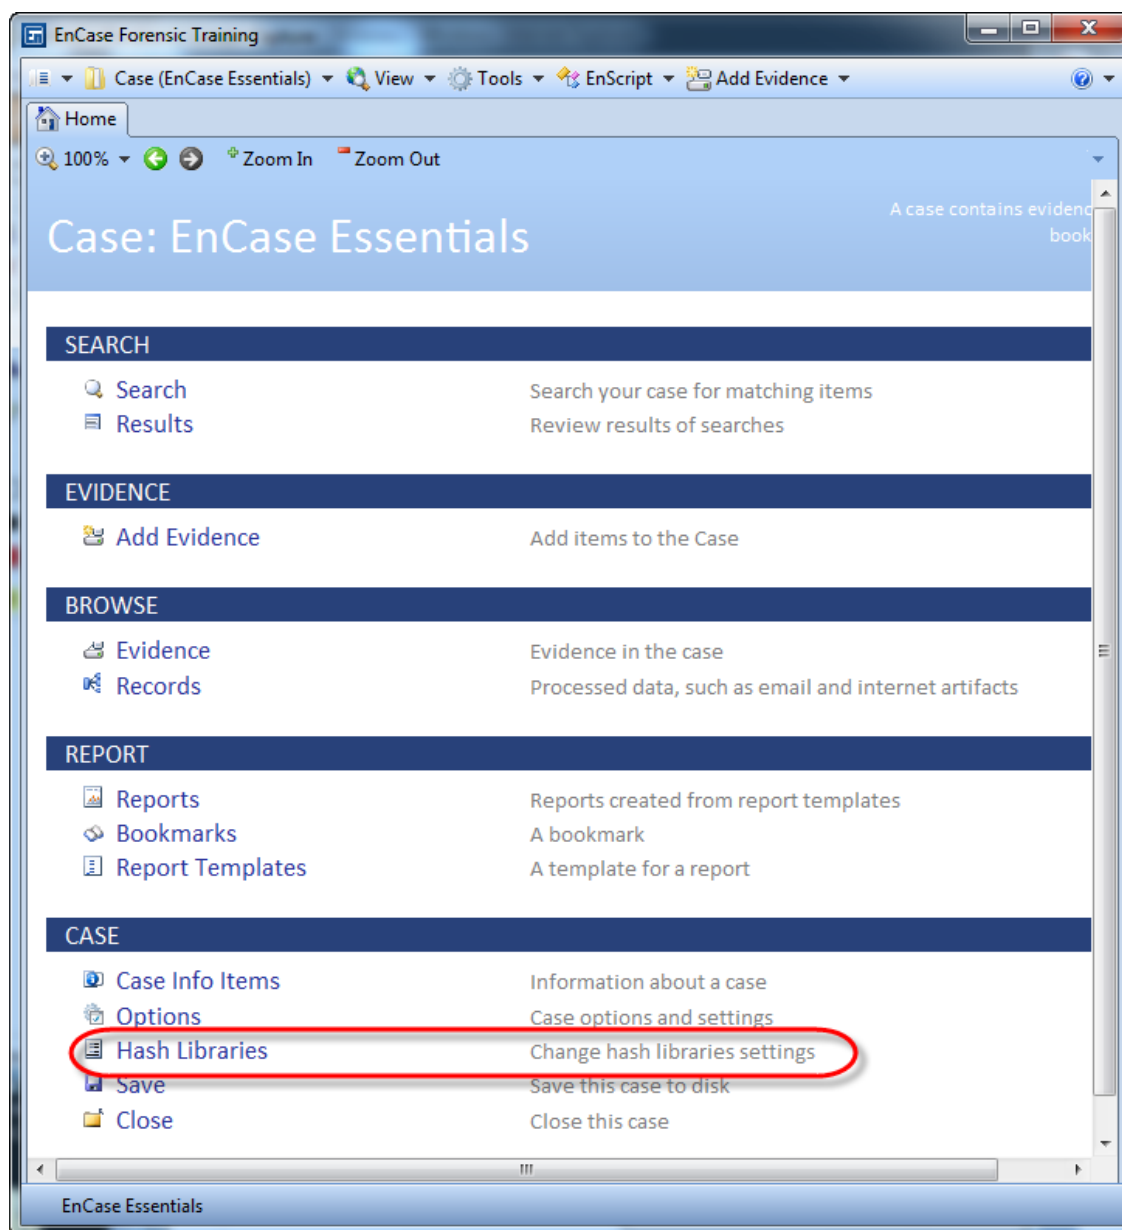 EnCase Forensic Training
Case (EnCase Essentials) View Tools EnScript Add Evidence
Home
100% Zoom In Zoom Out
A case contains evidenc
book
Case: EnCase Essentials
SEARCH
Search Search your case for matching items
Results Review results of searches
EVIDENCE
Add Evidence Add items to the Case
BROWSE
Evidence Evidence in the case
Records Processed data, such as email and internet artifacts
REPORT
Reports Reports created from report templates
Bookmarks A bookmark
Report Templates A template for a report
CASE
Case Info Items Information about a case
Options Case options and settings
Hash Libraries Change hash libraries settings
Save Save this case to disk
Close Close this case
EnCase Essentials